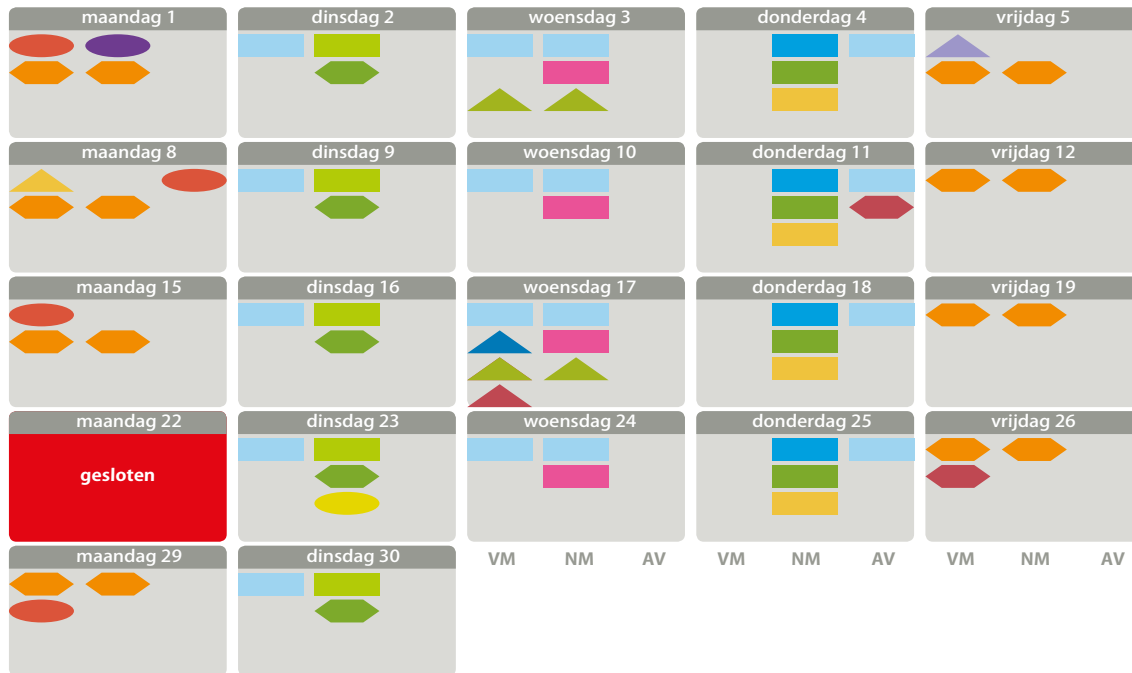 maandag 1
dinsdag 2
woensdag 3
donderdag 4
vrijdag 5
maandag 8
dinsdag 9
woensdag 10
donderdag 11
vrijdag 12
maandag 15
dinsdag 16
woensdag 17
donderdag 18
vrijdag 19
maandag 22
dinsdag 23
woensdag 24
donderdag 25
vrijdag 26
gesloten
maandag 29
dinsdag 30
VM NM AV
VM NM AV
VM NM AV